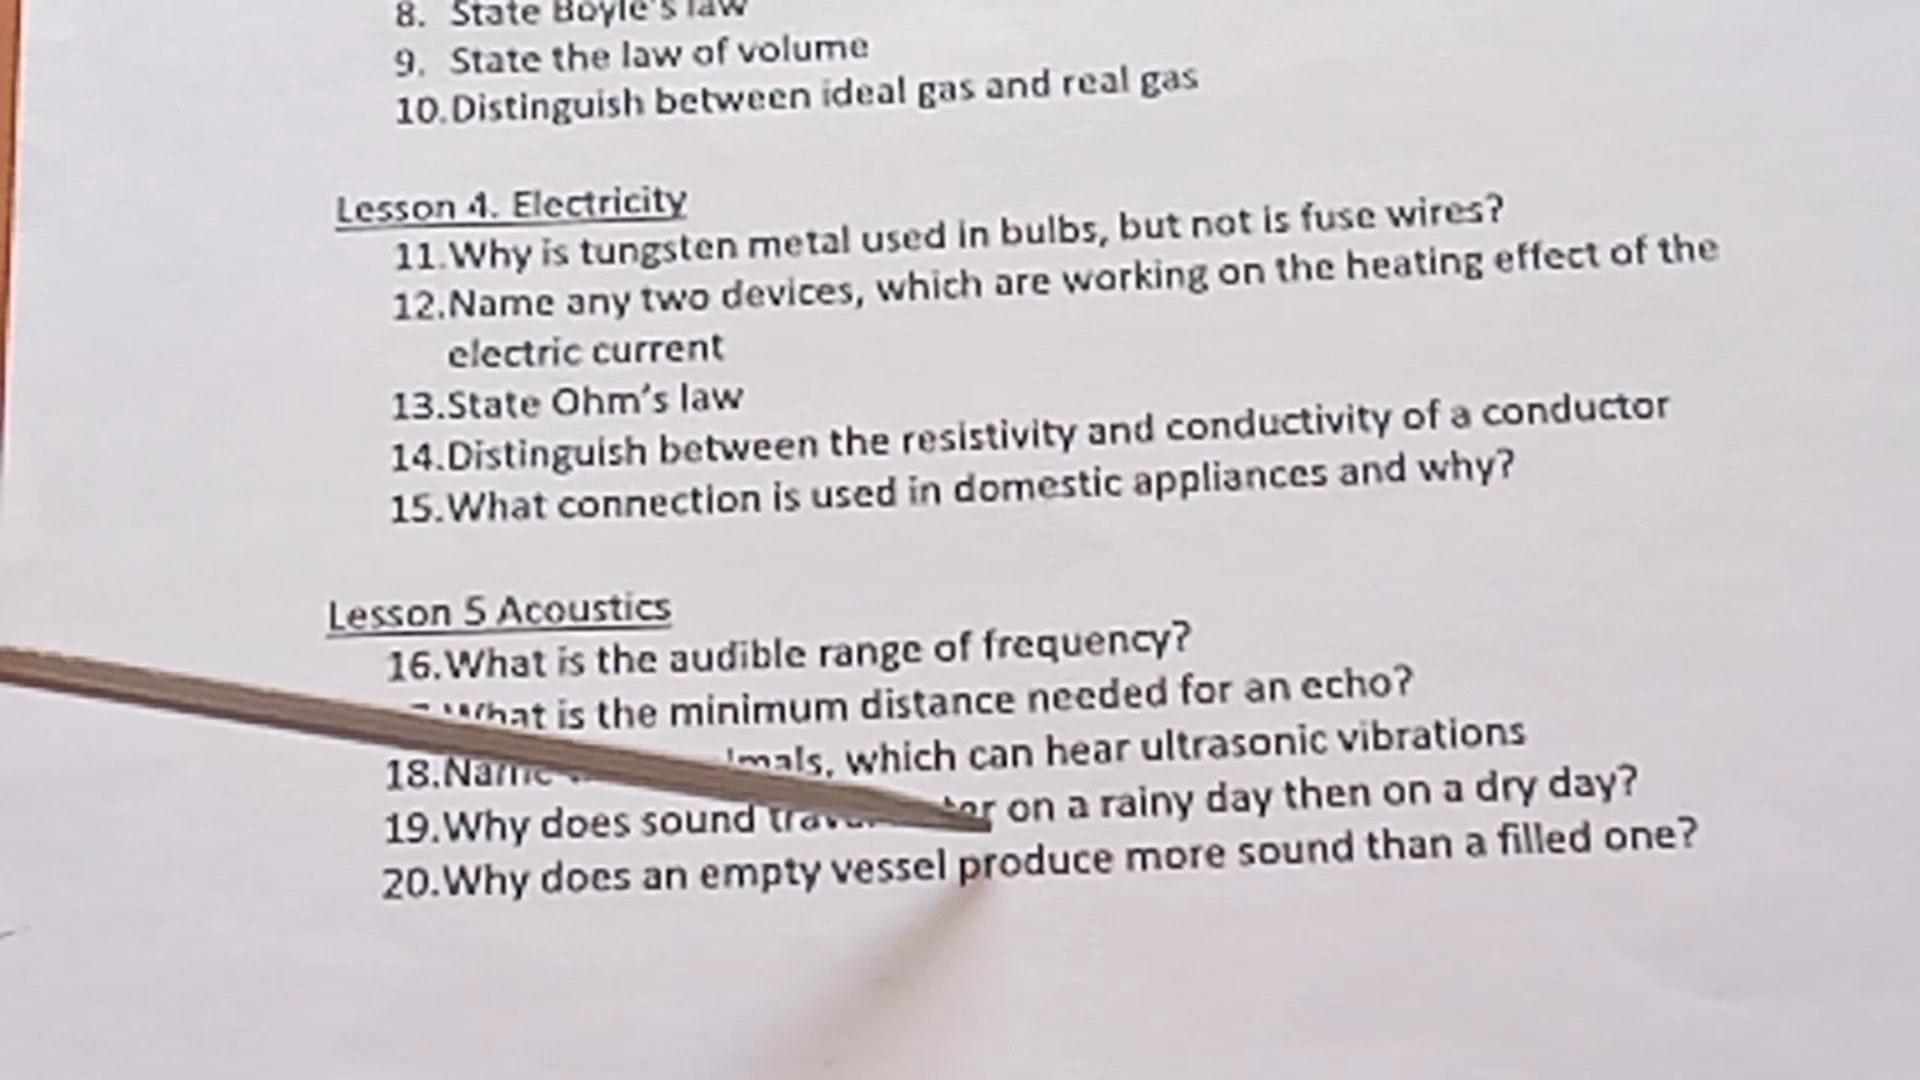 8. State Boyle's law
9. State the law of volume
10.Distinguish between ideal gas and real gas
Lesson 4. Electricity
11.Why is tungsten metal used in bulbs, but not is fuse wires?
12.Name any two devices, which are working on the heating effect of the
electric current
13.State Ohm's law
14.Distinguish between the resistivity and conductivity of a conductor
15.What connection is used in domestic appliances and why?
Lesson 5 Acoustics
16.What is the audible range of frequency?
What is the minimum distance needed for an echo?
18.Name which can hear ultrasonic vibrations
19.Why does sound on a rainy day then on a dry day?
20.Why does an empty vessel produce more sound than a filled one?